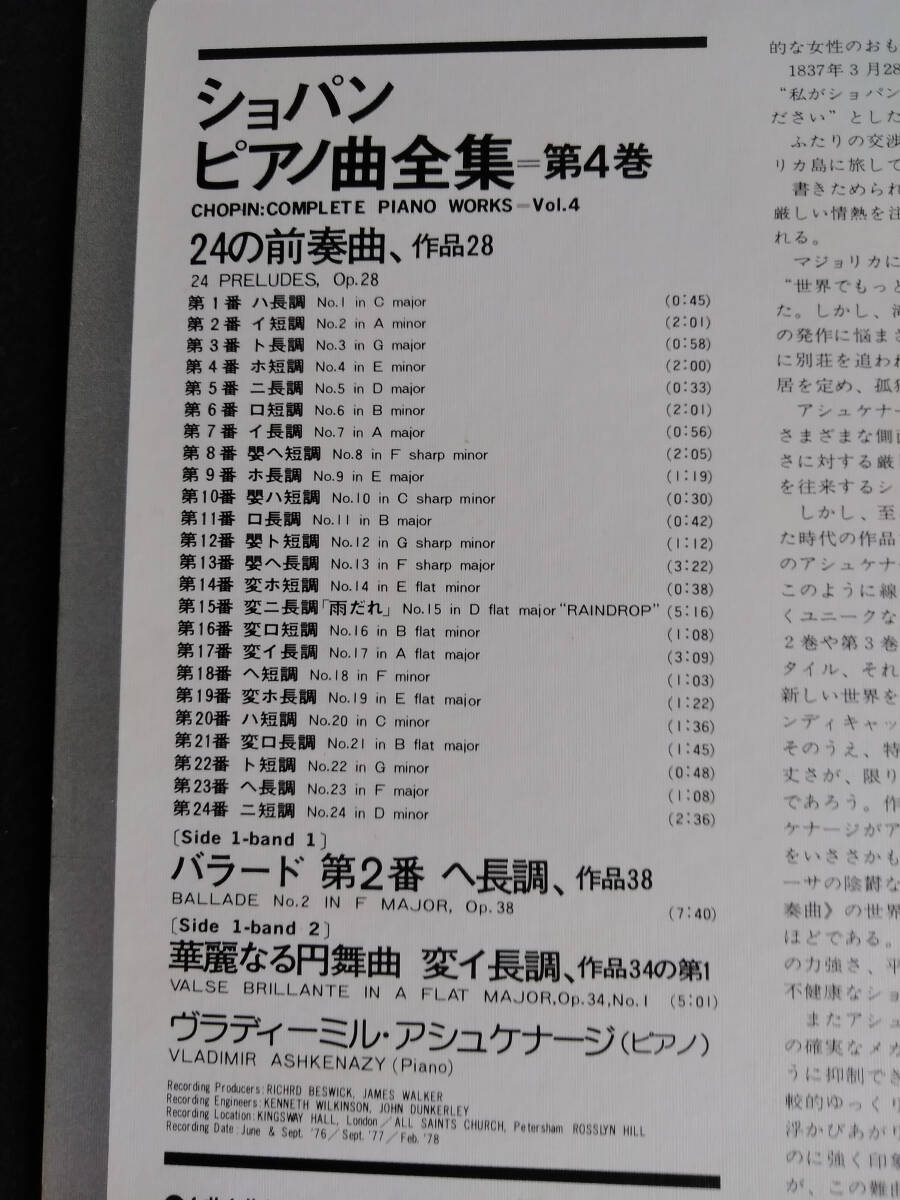 ショパン
ピアノ曲全集=第4巻
CHOPIN:COMPLETE PIANO WORKS=Vol.4
24の前奏曲、作品28
24 PRELUDES, Op.28
第1番 ハ長調 No.1 in C major (0:45)
第2番 イ短調 No.2 in A minor (2:01)
第3番 ト長調 No.3 in G major (0:58)
第4番 ホ短調 No.4 in E minor (2:00)
第5番 ニ長調 No.5 in D major (0:33)
第6番 ロ短調 No.6 in B minor (2:01)
第7番 イ長調 No.7 in A major (0:56)
第8番 嬰ヘ短調 No.8 in F sharp minor (2:05)
第9番 ホ長調 No.9 in E major (1:19)
第10番 嬰ハ短調 No.10 in C sharp minor (0:30)
第11番 ロ長調 No.11 in B major (0:42)
第12番 嬰ト短調 No.12 in G sharp minor (1:12)
第13番 嬰ヘ長調 No.13 in F sharp major (3:22)
第14番 変ホ短調 No.14 in E flat minor (0:38)
第15番 変ニ長調「雨だれ」 No.15 in D flat major "RAINDROP" (5:16)
第16番 変ロ短調 No.16 in B flat minor (1:08)
第17番 変イ長調 No.17 in A flat major (3:09)
第18番 ヘ短調 No.18 in F minor (1:03)
第19番 変ホ長調 No.19 in E flat major (1:22)
第20番 ハ短調 No.20 in C minor (1:36)
第21番 変ロ長調 No.21 in B flat major (1:45)
第22番 ト短調 No.22 in G minor (0:48)
第23番 ヘ長調 No.23 in F major (1:08)
第24番 ニ短調 No.24 in D minor (2:36)
〔Side 1-band 1〕
バラード 第2番 ヘ長調、作品38
BALLADE No.2 IN F MAJOR, Op.38 (7:40)
〔Side 1-band 2〕
華麗なる円舞曲 変イ長調、作品34の第1
VALSE BRILLANTE IN A FLAT MAJOR,Op.34,No.1 (5:01)
ヴラディーミル・アシュケナージ(ピアノ)
VLADIMIR ASHKENAZY(Piano)
Recording Producers:RICHRD BESWICK, JAMES WALKER
Recording Engineers:KENNETH WILKINSON, JOHN DUNKERLEY
Recording Location:KINGSWAY HALL, London/ALL SAINTS CHURCH, Petersham ROSSLYN HILL
Recording Date:June & Sept. '76/Sept. '77/Feb. '78
的な女性のおも
1837年3月28
"私がショパン
ださい"とした
ふたりの交渉
リカ島に旅して
書きためられ
厳しい情熱を注
れる。
マジョリカに
"世界でもっと
た。しかし、
の発作に悩まさ
に別荘を追われ
居を定め、孤
アシュケナー
さまざまな側面
さに対する厳
を往来するシ
しかし、至
た時代の作品
のアシュケナ
このように線
くユニークな
2巻や第3巻
タイル、それ
新しい世界を
ンディキャッ
そのうえ、特
丈さが、限り
であろう。作
ケナージがア
をいささかも
ーサの陰鬱な
奏曲》の世界
ほどである。
の力強さ、平
不健康なショ
またアシュ
の確実なメカ
うに抑制でき
較的ゆっくり
浮かびあがり
のに強く印象
が、この難曲